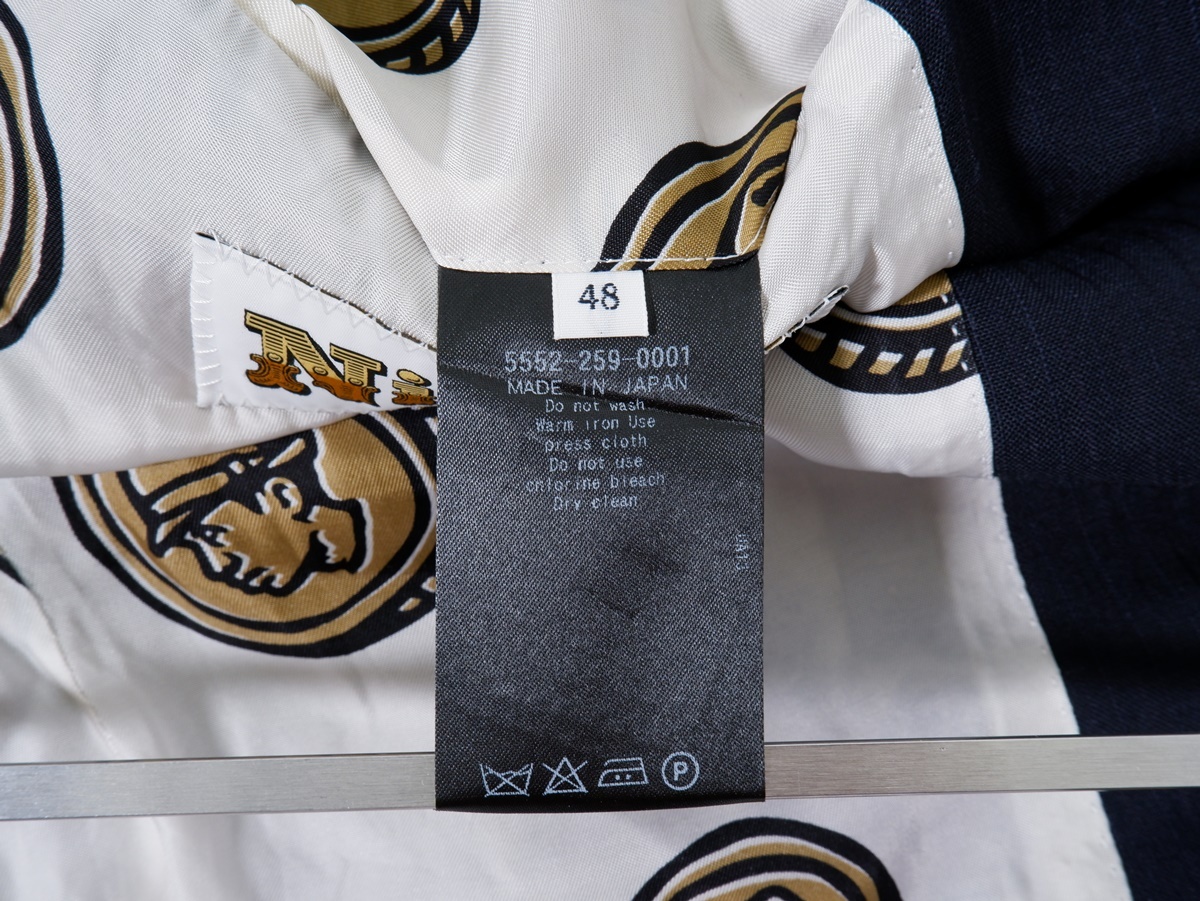 48
5552-259-0001
MADE IN JAPAN
Do not wash.
Warm iron Use
press cloth
Do not use
chlorine bleach
Dry clean
Ni
P